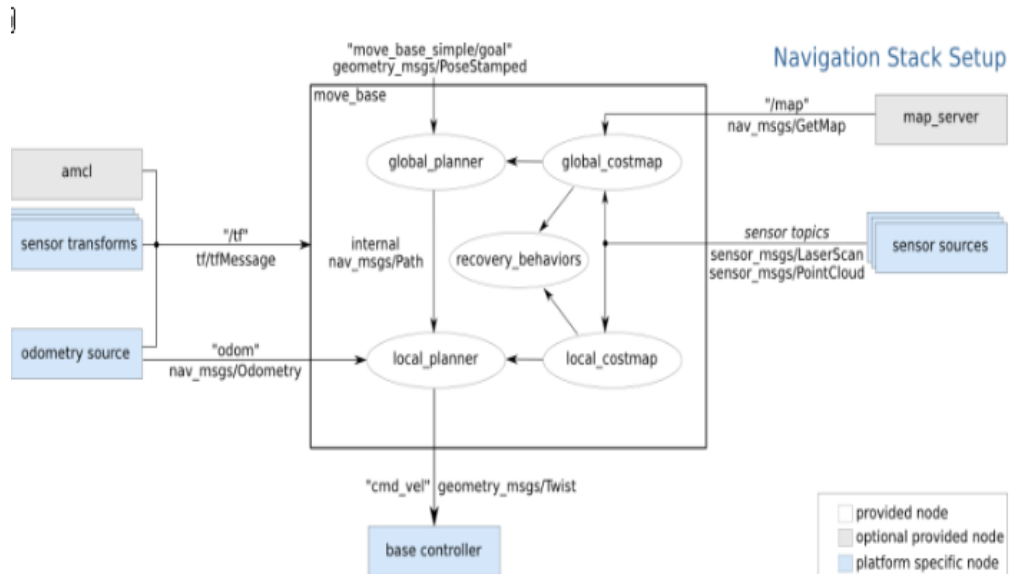 "move_base_simple/goal"
geometry_msgs/PoseStamped
Navigation Stack Setup
move_base
"/map"
nav_msgs/GetMap
map_server
global_planner
global_costmap
amcl
sensor transforms
"/tf"
tf/tfMessage
internal
nav_msgs/Path
recovery_behaviors
sensor topics
sensor_msgs/LaserScan
sensor_msgs/PointCloud
sensor sources
odometry source
"odom"
nav_msgs/Odometry
local_planner
local_costmap
"cmd_vel" geometry_msgs/Twist
base controller
provided node
optional provided node
platform specific node